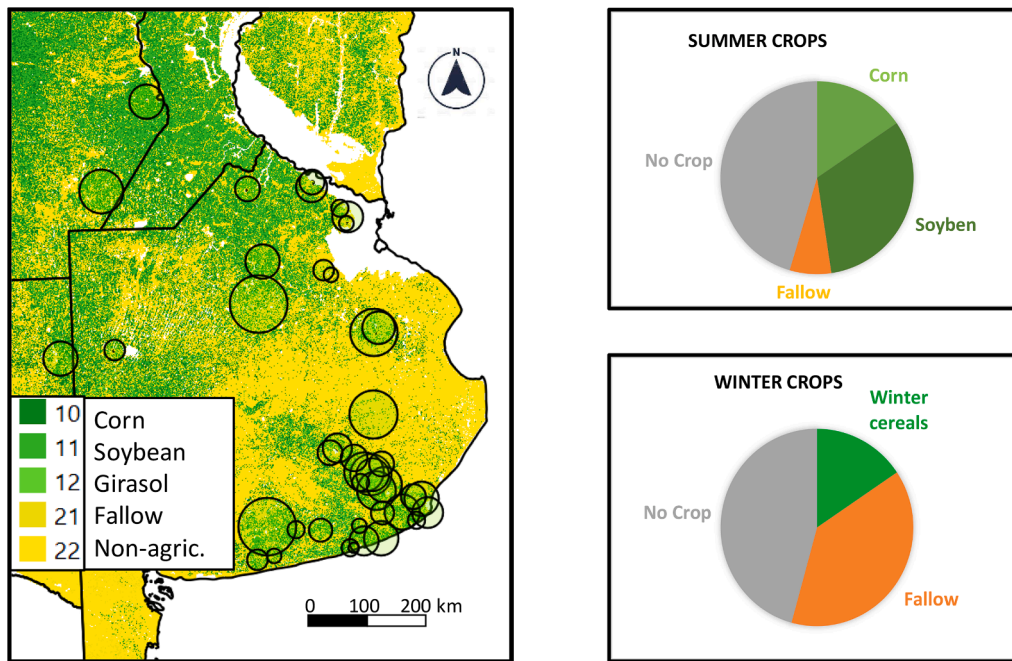 N
10 Corn
11 Soybean
12 Girasol
21 Fallow
22 Non-agric.
0 100 200 km
SUMMER CROPS
Corn
No Crop
Soyben
Fallow
WINTER CROPS
Winter
cereals
No Crop
Fallow